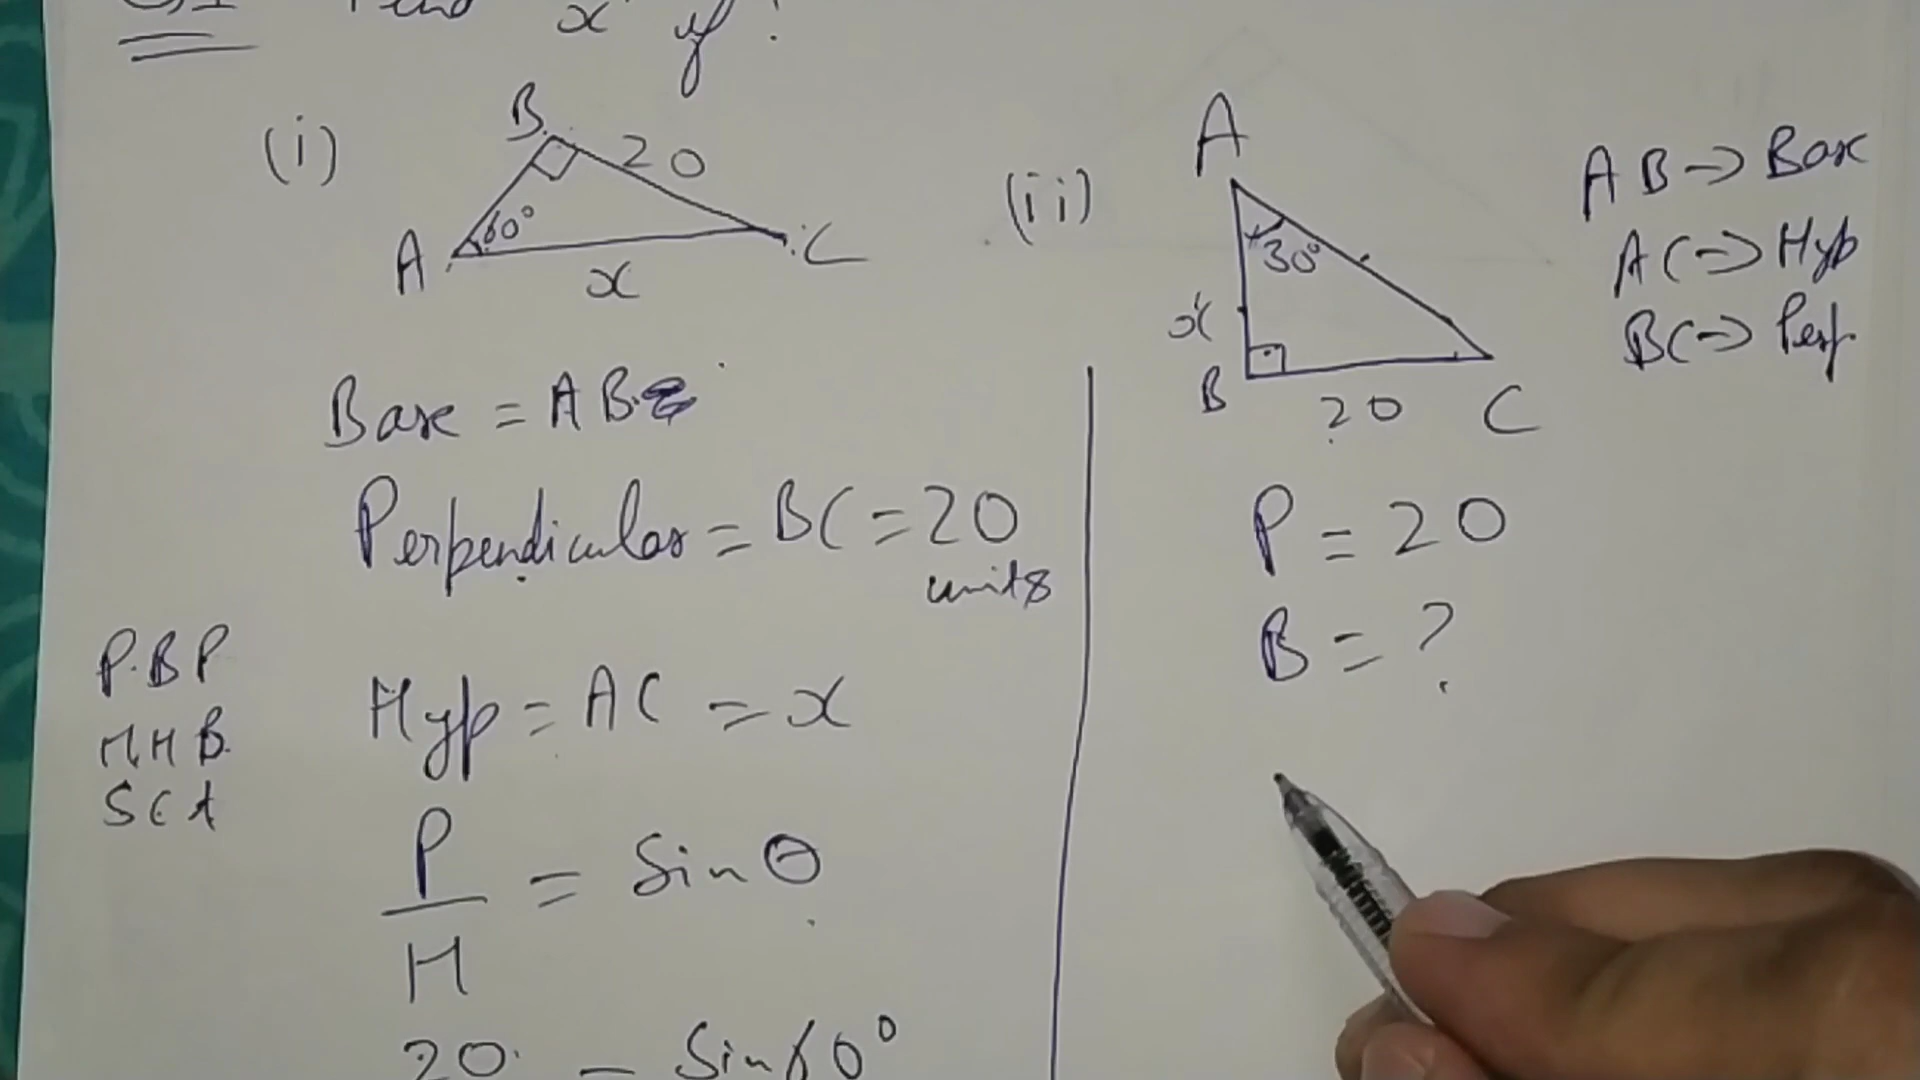 x if ?
(i)
B
20
60°
A
C
x
Base = AB
Perpendicular = BC = 20
units
P B P
H H B
S C A
Hyp = AC = x
P
H
= Sin θ
20 = Sin 60°
(ii)
A
30°
x
B
20
C
AB → Base
AC → Hyp
BC → Perp.
P = 20
B = ?